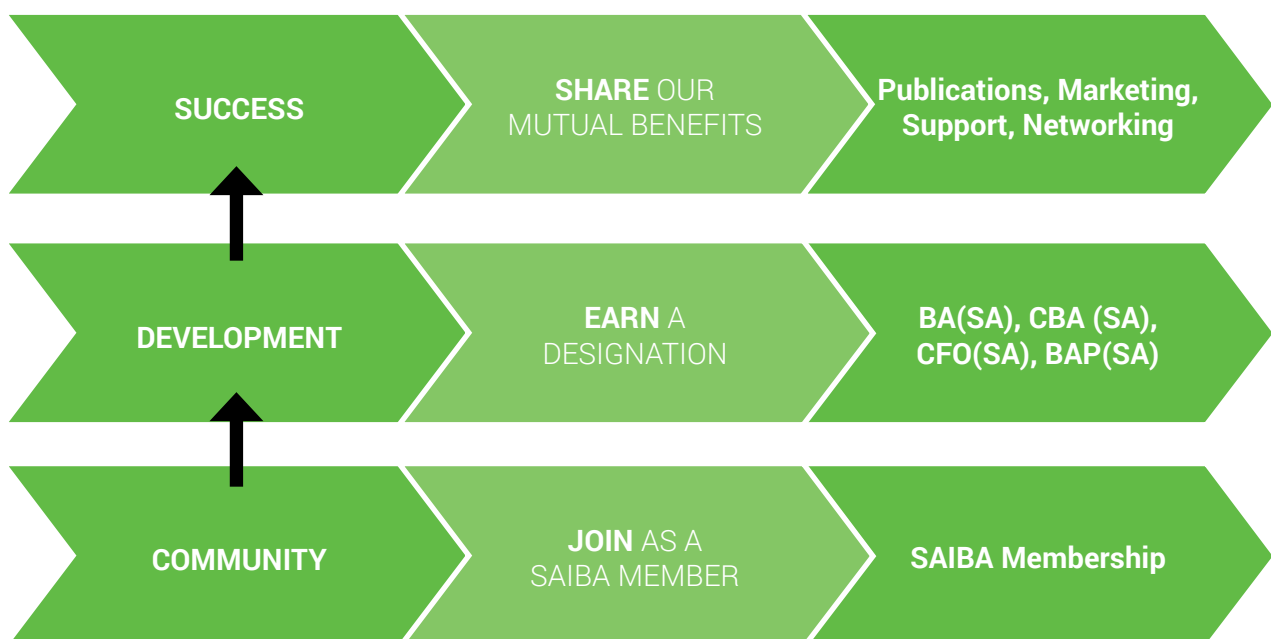 SUCCESS
SHARE OUR
MUTUAL BENEFITS
Publications, Marketing,
Support, Networking
DEVELOPMENT
EARN A
DESIGNATION
BA(SA), CBA (SA),
CFO(SA), BAP(SA)
COMMUNITY
JOIN AS A
SAIBA MEMBER
SAIBA Membership